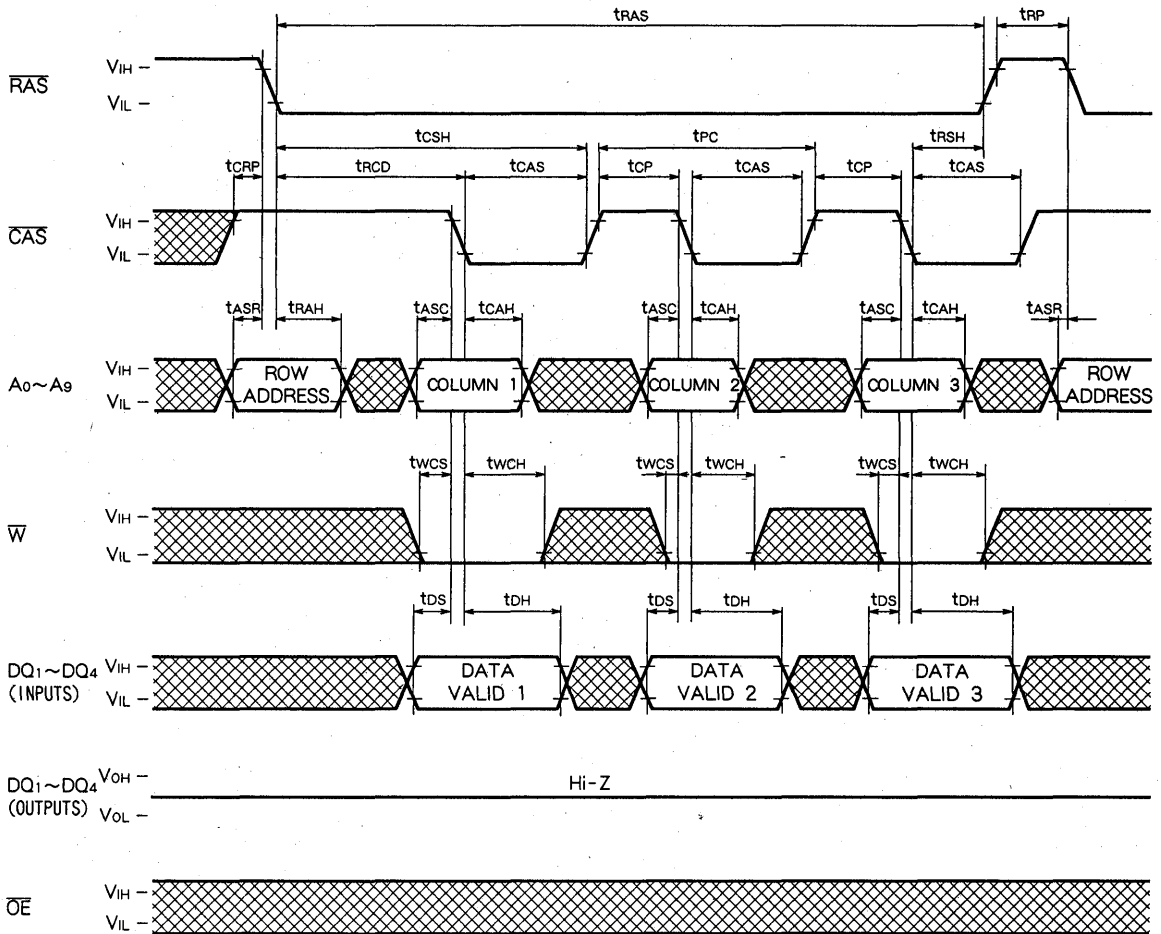 tRAS tRP
RAS VIH
VIL
tCSH tPC tRSH
tCRP tRCD tCAS tCP tCAS tCP tCAS
CAS VIH
VIL
tASR tRAH tASC tCAH tASC tCAH tASC tCAH tASR
A0~A9 VIH
VIL
ROW ADDRESS
COLUMN 1
COLUMN 2
COLUMN 3
ROW ADDRESS
tWCS tWCH tWCS tWCH tWCS tWCH
W VIH
VIL
tDS tDH tDS tDH tDS tDH
DQ1~DQ4 (INPUTS) VIH
VIL
DATA VALID 1
DATA VALID 2
DATA VALID 3
DQ1~DQ4 (OUTPUTS) VOH
VOL
Hi-Z
OE VIH
VIL